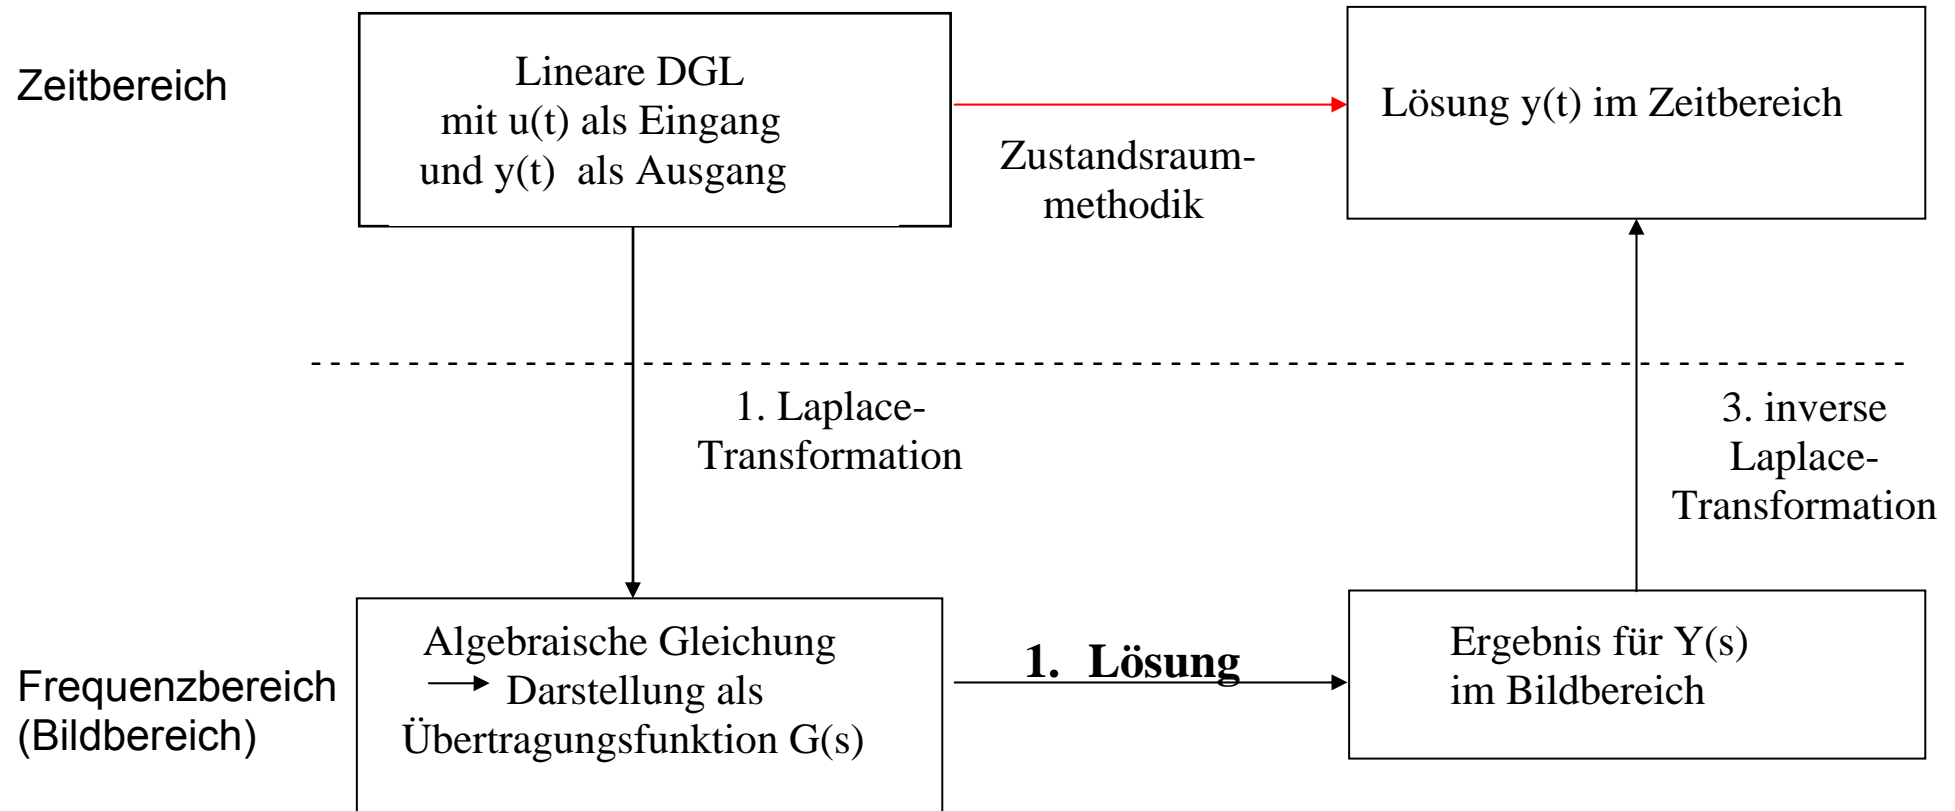 Zeitbereich
Lineare DGL
mit u(t) als Eingang
und y(t) als Ausgang
Zustandsraum-
methodik
Lösung y(t) im Zeitbereich
1. Laplace-
Transformation
3. inverse
Laplace-
Transformation
Frequenzbereich
(Bildbereich)
Algebraische Gleichung
Darstellung als
Übertragungsfunktion G(s)
1. Lösung
Ergebnis für Y(s)
im Bildbereich